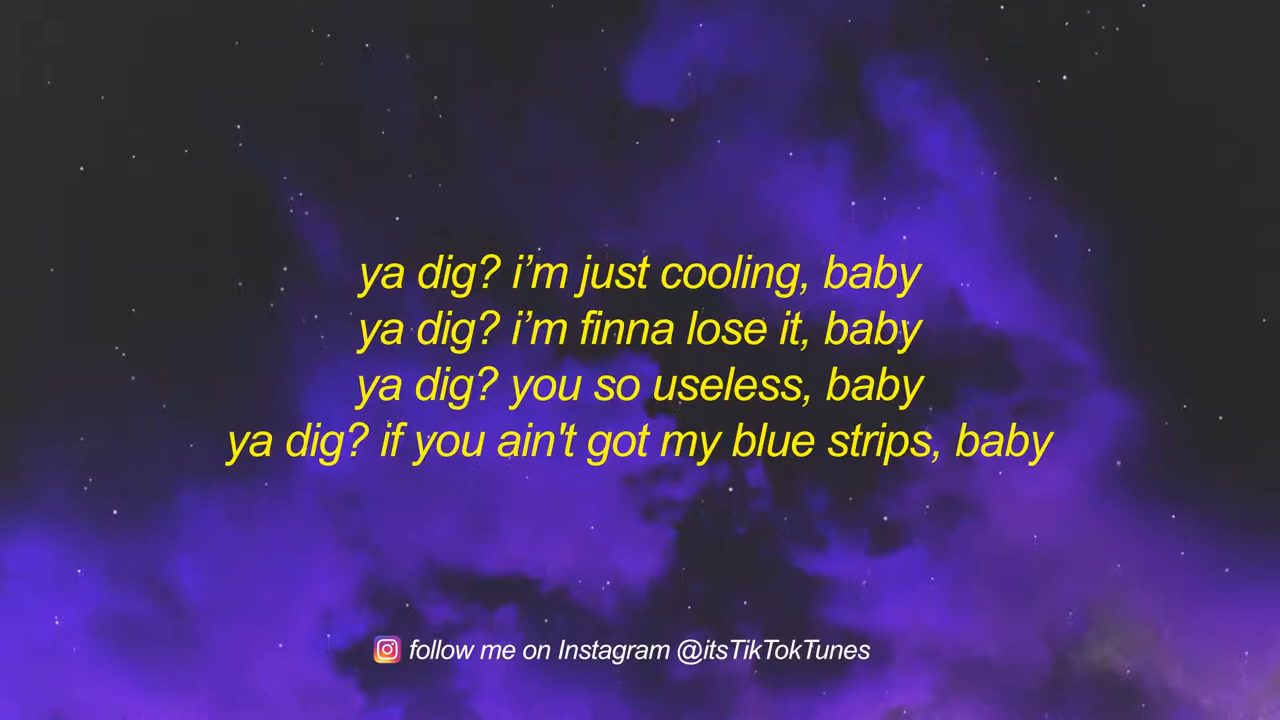 ya dig? i’m just cooling, baby
ya dig? i’m finna lose it, baby
ya dig? you so useless, baby
ya dig? if you ain't got my blue strips, baby
follow me on Instagram @itsTikTokTunes